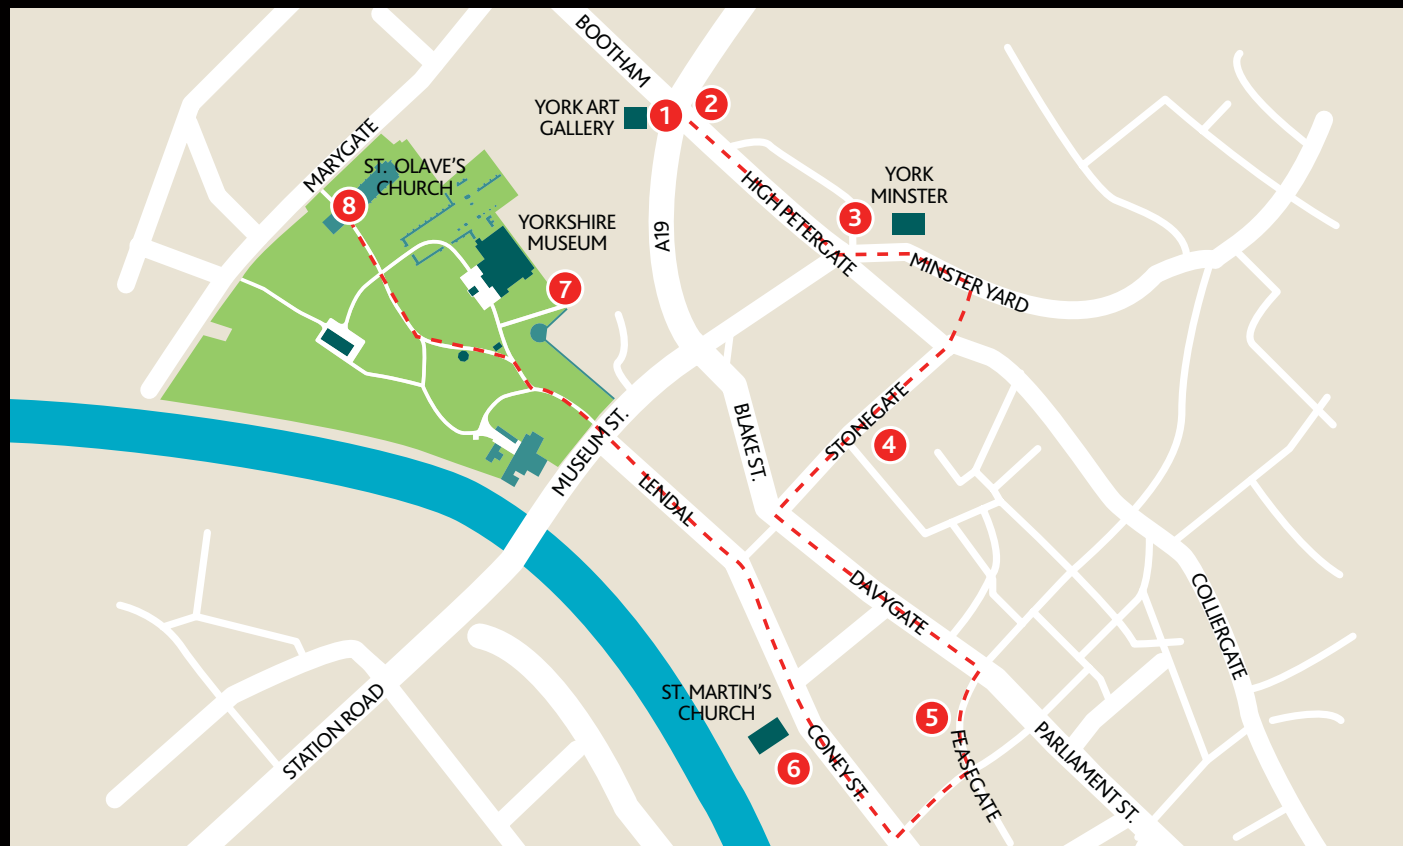 BOOTHAM
YORK ART
GALLERY
1
2
MARYGATE
ST. OLAVE'S
CHURCH
8
YORK
MINSTER
HIGH PETERGATE
3
YORKSHIRE
MUSEUM
A19
MINSTER YARD
7
STONEGATE
4
BLAKE ST.
MUSEUM ST.
LENDAL
DAVYGATE
COLLIERGATE
ST. MARTIN'S
CHURCH
5
STATION ROAD
6
CONEY ST.
FEASEGATE
PARLIAMENT ST.